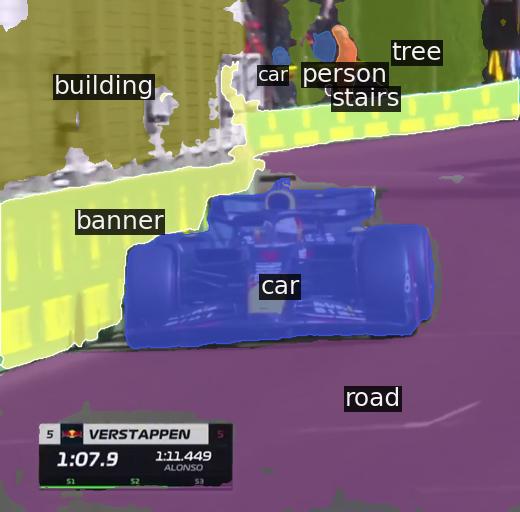 tree
car person
stairs
building
banner
car
road
5 VERSTAPPEN 5
1:07.9 1:11.449
ALONSO
S1 S2 S3